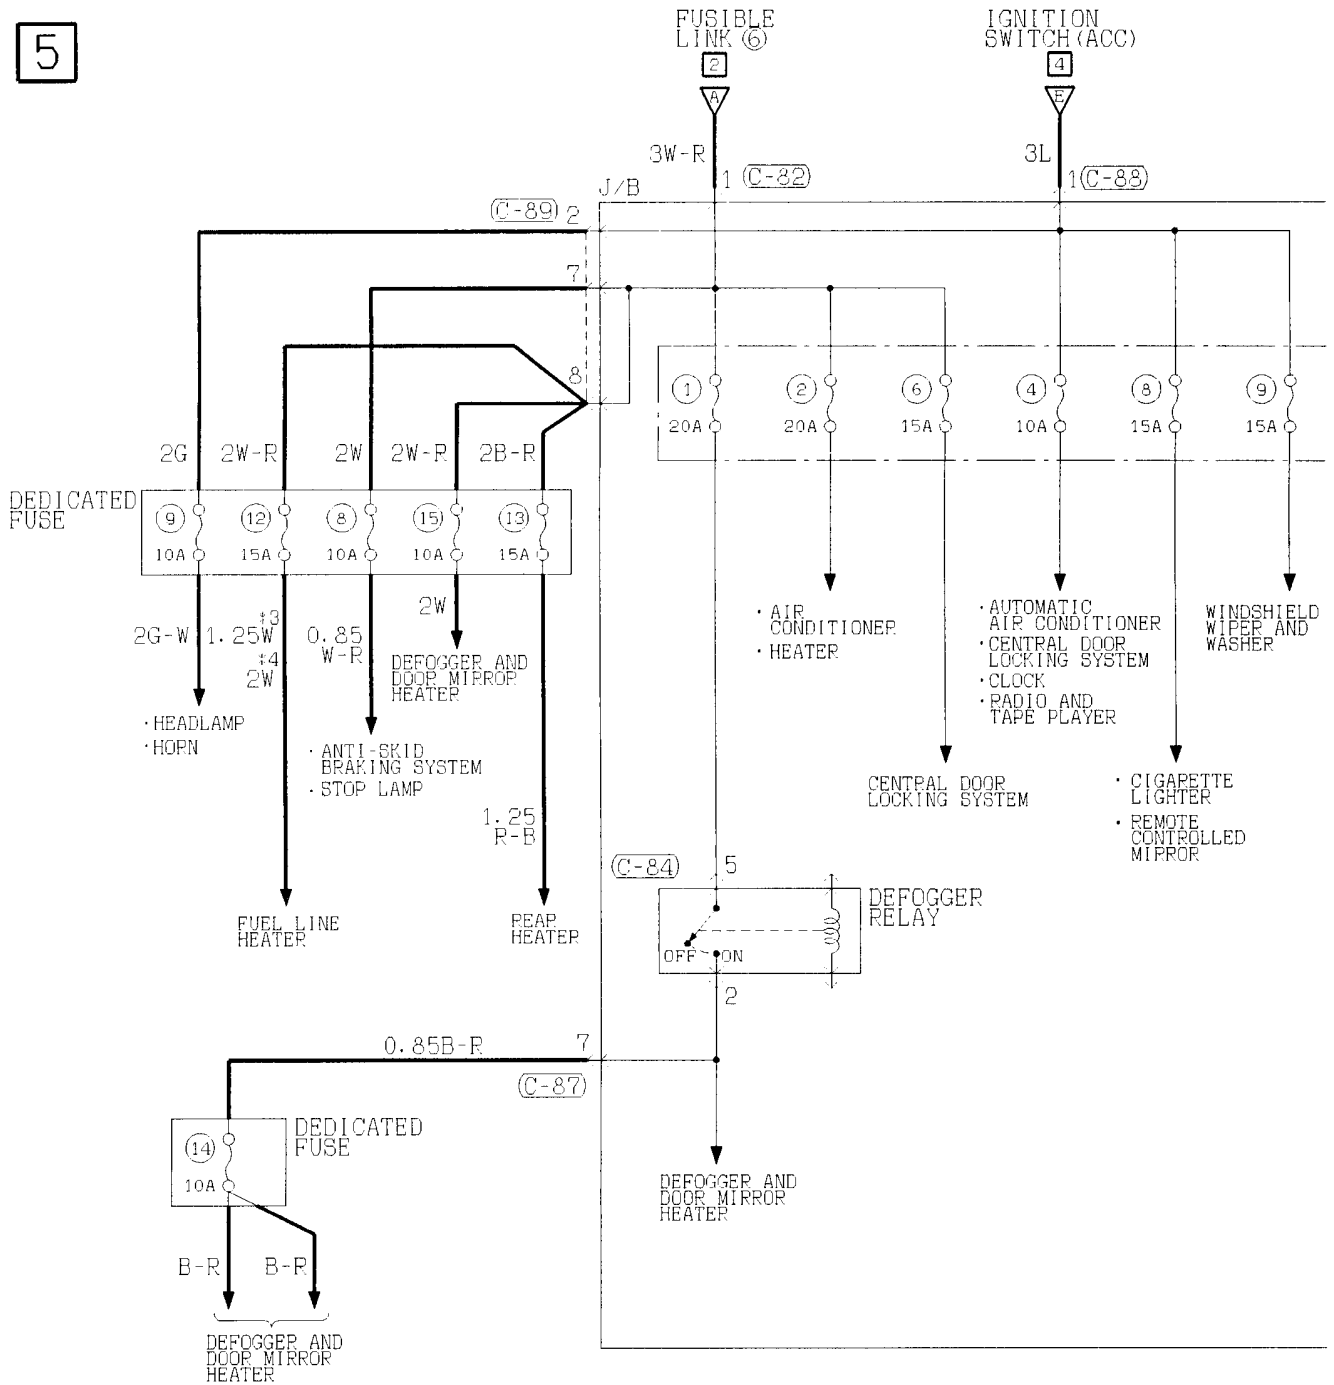 5
FUSIBLE
LINK ⑥
2
A
IGNITION
SWITCH (ACC)
4
E
3W-R
3L
1 (C-82)
1 (C-88)
J/B
(C-89) 2
7
8
① 20A
② 20A
⑥ 15A
④ 10A
⑧ 15A
⑨ 15A
2G
2W-R
2W
2W-R
2B-R
DEDICATED
FUSE
⑨ 10A
⑫ 15A
⑧ 10A
⑮ 10A
⑬ 15A
2G-W
*3
1.25W
*4
2W
0.85
W-R
2W
DEFOGGER AND
DOOR MIRROR
HEATER
· HEADLAMP
· HORN
· ANTI-SKID
BRAKING SYSTEM
· STOP LAMP
1.25
R-B
FUEL LINE
HEATER
REAR
HEATER
· AIR
CONDITIONER
· HEATER
· AUTOMATIC
AIR CONDITIONER
· CENTRAL DOOR
LOCKING SYSTEM
· CLOCK
· RADIO AND
TAPE PLAYER
WINDSHIELD
WIPER AND
WASHER
CENTRAL DOOR
LOCKING SYSTEM
· CIGARETTE
LIGHTER
· REMOTE
CONTROLLED
MIRROR
(C-84)
5
DEFOGGER
RELAY
OFF ON
2
0.85B-R
7
(C-87)
DEDICATED
FUSE
⑭
10A
B-R
B-R
DEFOGGER AND
DOOR MIRROR
HEATER
DEFOGGER AND
DOOR MIRROR
HEATER